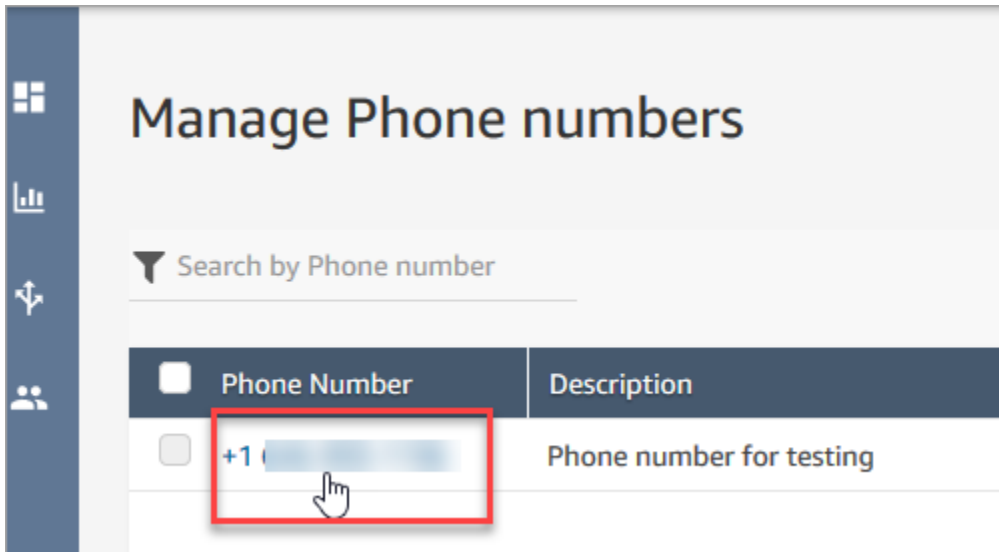 Manage Phone numbers
Search by Phone number
Phone Number Description
+1 Phone number for testing